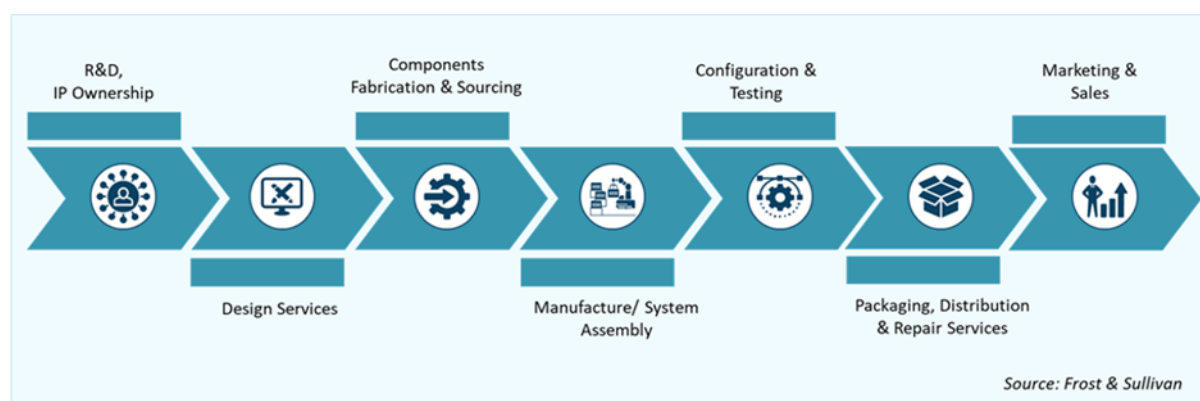 R&D,
IP Ownership
Design Services
Components
Fabrication & Sourcing
Manufacture/ System
Assembly
Configuration &
Testing
Packaging, Distribution
& Repair Services
Marketing &
Sales
Source: Frost & Sullivan